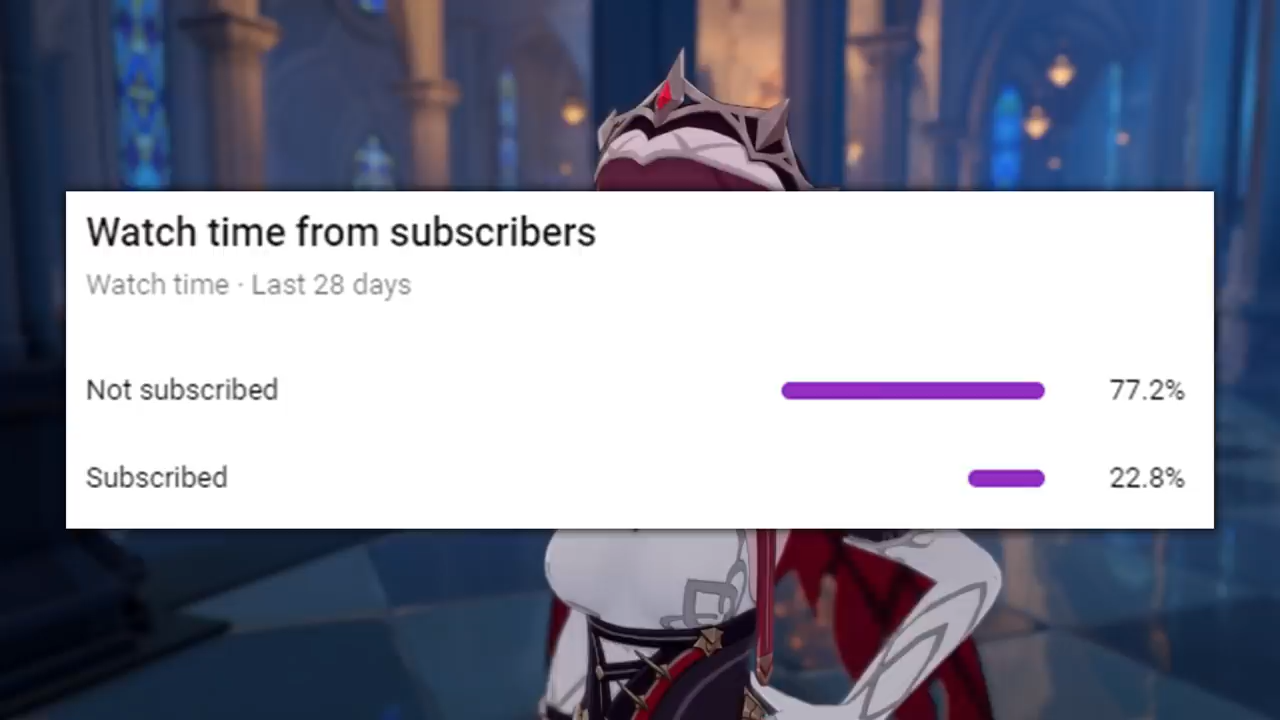 Watch time from subscribers
Watch time · Last 28 days
Not subscribed 77.2%
Subscribed 22.8%